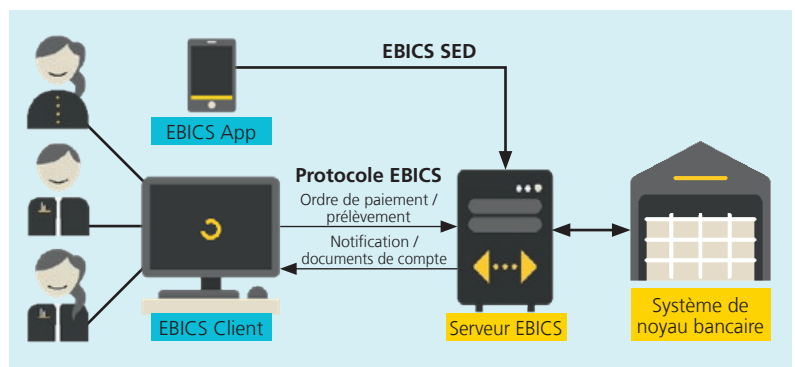 EBICS SED
EBICS App
Protocole EBICS
Ordre de paiement /
prélèvement
Notification /
documents de compte
EBICS Client
Serveur EBICS
Système de
noyau bancaire